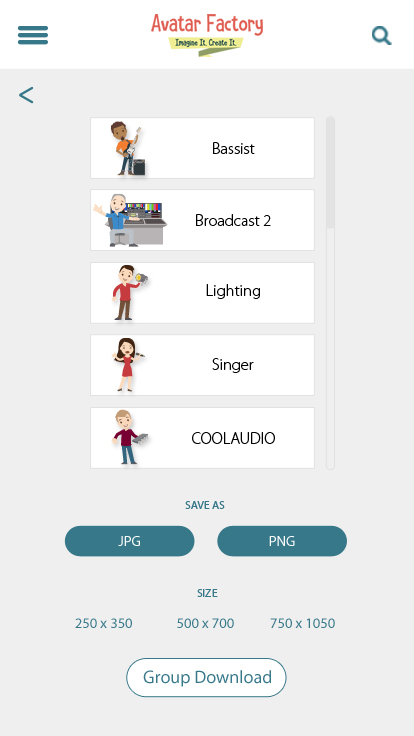 Avatar Factory
Imagine It. Create It.
<
Bassist
Broadcast 2
Lighting
Singer
COOLAUDIO
SAVE AS
JPG PNG
SIZE
250 x 350 500 x 700 750 x 1050
Group Download